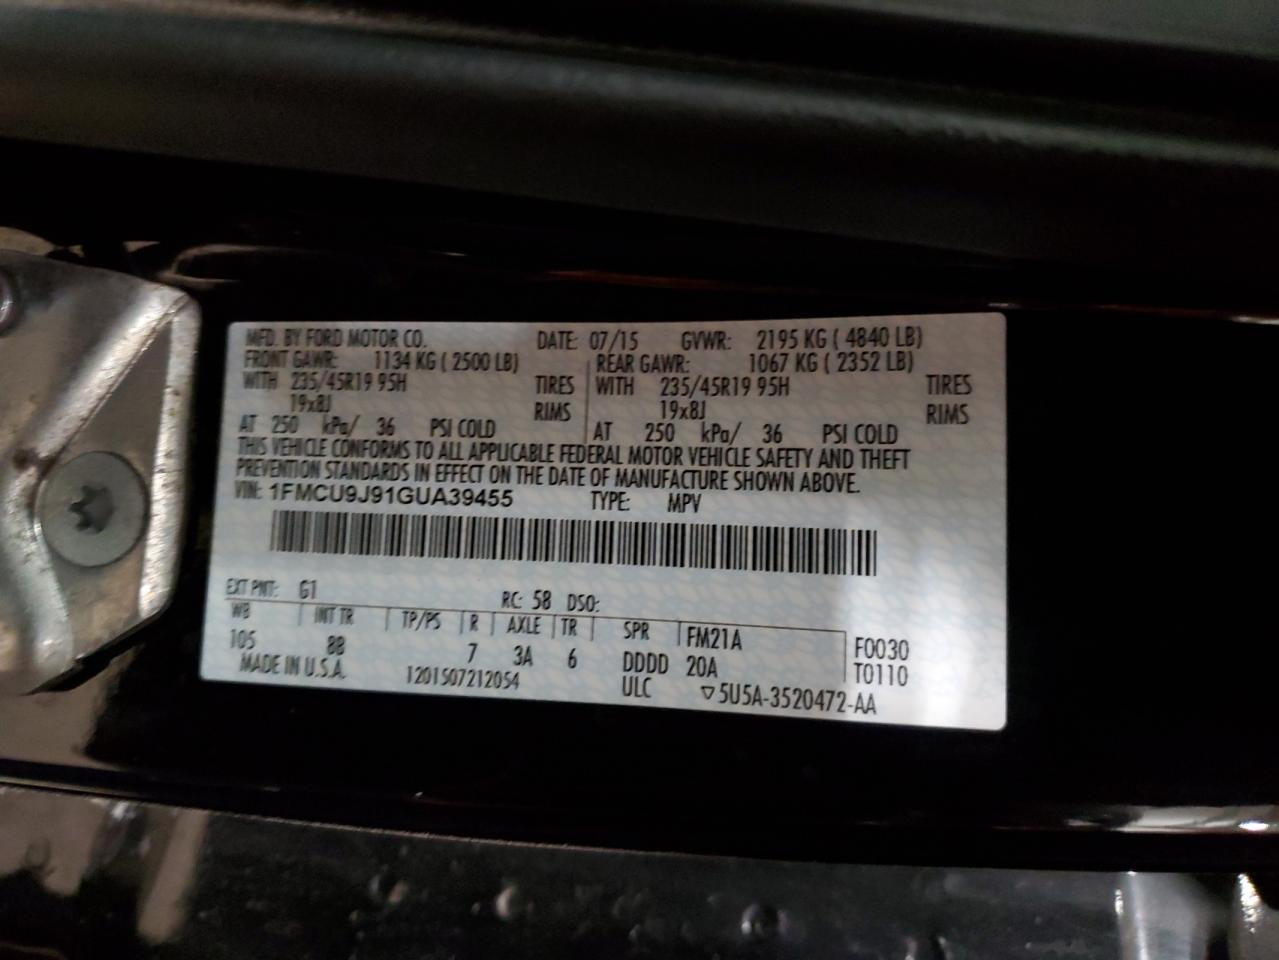 MFD. BY FORD MOTOR CO. DATE: 07/15 GVWR: 2195 KG ( 4840 LB)
FRONT GAWR: 1134 KG ( 2500 LB) REAR GAWR: 1067 KG ( 2352 LB)
WITH 235/45R19 95H TIRES WITH 235/45R19 95H TIRES
19x8J RIMS 19x8J RIMS
AT 250 kPa/ 36 PSI COLD AT 250 kPa/ 36 PSI COLD
THIS VEHICLE CONFORMS TO ALL APPLICABLE FEDERAL MOTOR VEHICLE SAFETY AND THEFT
PREVENTION STANDARDS IN EFFECT ON THE DATE OF MANUFACTURE SHOWN ABOVE.
VIN: 1FMCU9J91GUA39455 TYPE: MPV
EXT PNT: G1 RC: 58 DSO:
WB INT TR TP/PS R AXLE TR SPR FM21A F0030
105 8B 7 3A 6 DDDD 20A T0110
MADE IN U.S.A. 1201507212054 ULC ▽5U5A-3520472-AA